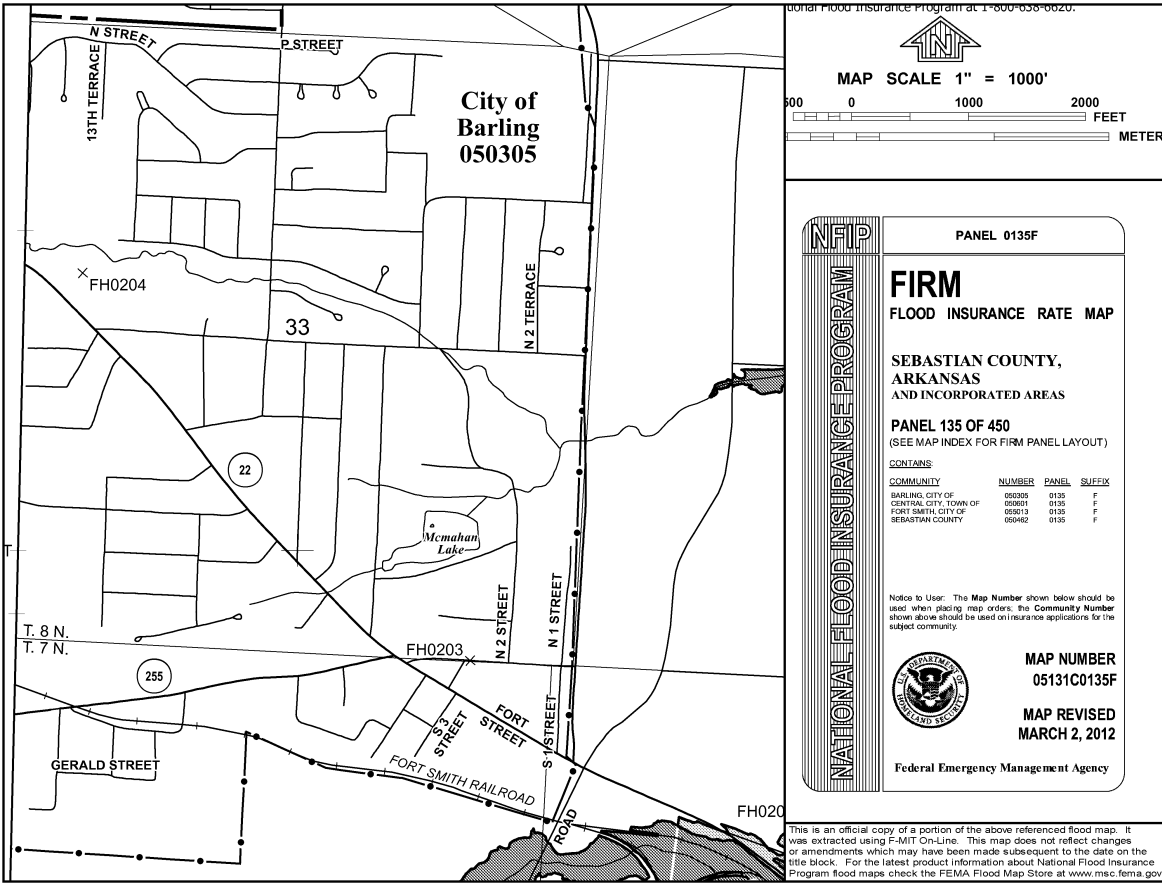 N STREET
P STREET
13TH TERRACE
City of
Barling
050305
FH0204
33
N 2 TERRACE
22
Mcmahan
Lake
N 2 STREET
N 1 STREET
T
T. 8 N.
T. 7 N.
FH0203
255
S 3
STREET
FORT
STREET
S 1 STREET
GERALD STREET
FORT SMITH RAILROAD
ROAD
FH020
tional Flood Insurance Program at 1-800-638-6620.
N
MAP SCALE 1" = 1000'
500 0 1000 2000
FEET
METER
NFIP
PANEL 0135F
NATIONAL FLOOD INSURANCE PROGRAM
FIRM
FLOOD INSURANCE RATE MAP
SEBASTIAN COUNTY,
ARKANSAS
AND INCORPORATED AREAS
PANEL 135 OF 450
(SEE MAP INDEX FOR FIRM PANEL LAYOUT)
CONTAINS:
COMMUNITY NUMBER PANEL SUFFIX
BARLING, CITY OF 050305 0135 F
CENTRAL CITY, TOWN OF 050601 0135 F
FORT SMITH, CITY OF 055013 0135 F
SEBASTIAN COUNTY 050462 0135 F
Notice to User: The Map Number shown below should be
used when placing map orders; the Community Number
shown above should be used on insurance applications for the
subject community.
U.S. DEPARTMENT OF
HOMELAND SECURITY
MAP NUMBER
05131C0135F
MAP REVISED
MARCH 2, 2012
Federal Emergency Management Agency
This is an official copy of a portion of the above referenced flood map. It
was extracted using F-MIT On-Line. This map does not reflect changes
or amendments which may have been made subsequent to the date on the
title block. For the latest product information about National Flood Insurance
Program flood maps check the FEMA Flood Map Store at www.msc.fema.gov